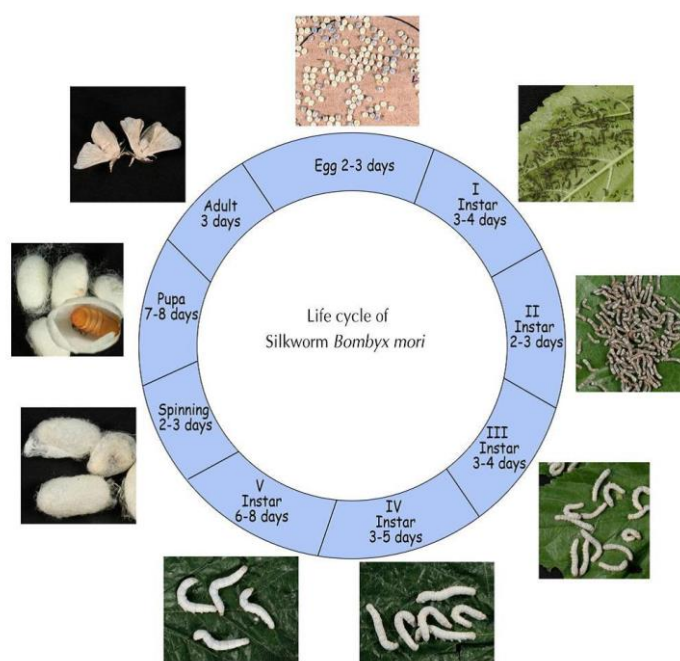 Life cycle of
Silkworm Bombyx mori
Egg 2-3 days
I
Instar
3-4 days
II
Instar
2-3 days
III
Instar
3-4 days
IV
Instar
3-5 days
V
Instar
6-8 days
Spinning
2-3 days
Pupa
7-8 days
Adult
3 days